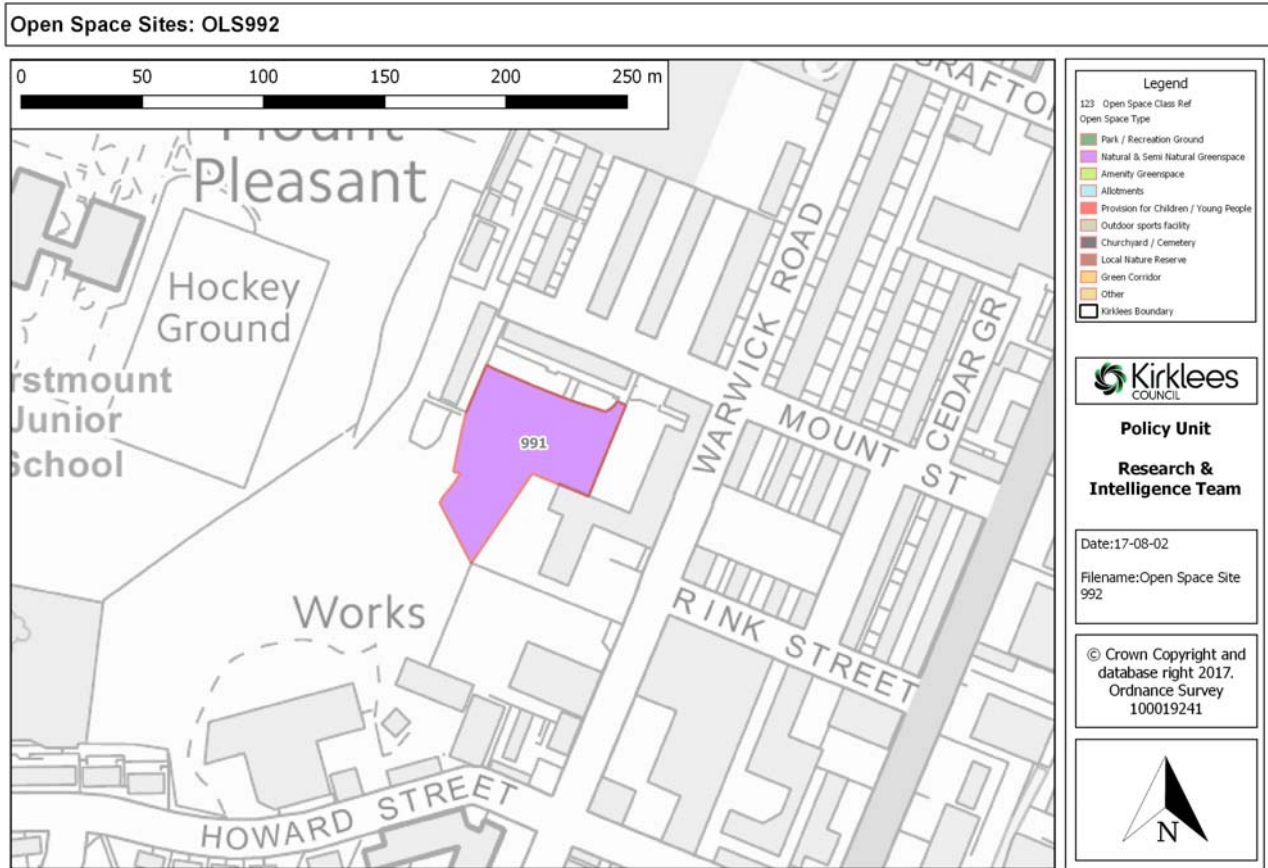 Open Space Sites: OLS992
0 50 100 150 200 250 m
Mount
Pleasant
GRAFTO
Hockey
Ground
WARWICK ROAD
CEDAR GR
rstmount
Junior
School
991
MOUNT ST
Works
RINK STREET
HOWARD STREET
Legend
123 Open Space Class Ref
Open Space Type
Park / Recreation Ground
Natural & Semi Natural Greenspace
Amenity Greenspace
Allotments
Provision for Children / Young People
Outdoor sports facility
Churchyard / Cemetery
Local Nature Reserve
Green Corridor
Other
Kirklees Boundary
Kirklees
COUNCIL
Policy Unit
Research &
Intelligence Team
Date:17-08-02
Filename:Open Space Site
992
© Crown Copyright and
database right 2017.
Ordnance Survey
100019241
N